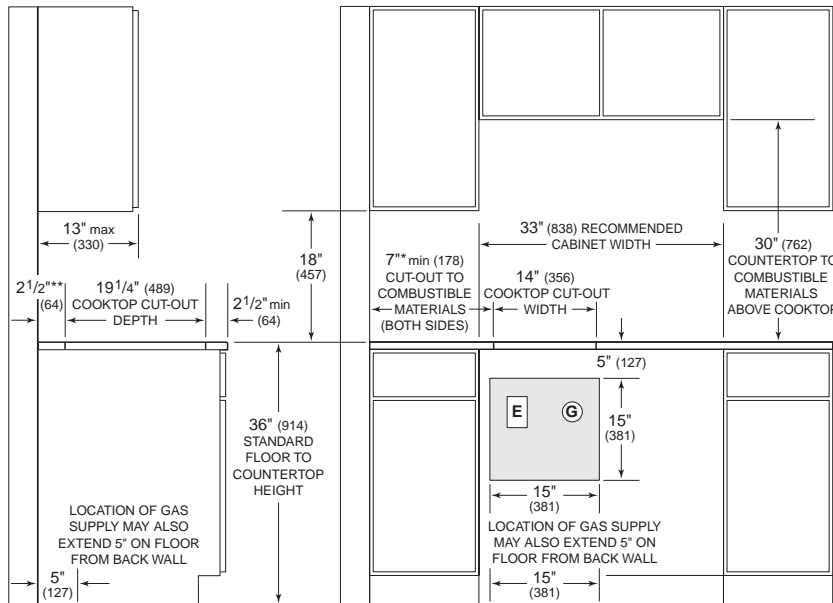 13" max
(330)
2 1/2"**
(64)
19 1/4" (489)
COOKTOP CUT-OUT
DEPTH
2 1/2" min
(64)
18"
(457)
36" (914)
STANDARD
FLOOR TO
COUNTERTOP
HEIGHT
LOCATION OF GAS
SUPPLY MAY ALSO
EXTEND 5" ON FLOOR
FROM BACK WALL
5"
(127)
33" (838) RECOMMENDED
CABINET WIDTH
7"* min (178)
CUT-OUT TO
COMBUSTIBLE
MATERIALS
(BOTH SIDES)
14" (356)
COOKTOP CUT-OUT
WIDTH
30" (762)
COUNTERTOP TO
COMBUSTIBLE
MATERIALS
ABOVE COOKTOP
5" (127)
E
G
15"
(381)
15"
(381)
LOCATION OF GAS SUPPLY
MAY ALSO EXTEND 5" ON
FLOOR FROM BACK WALL
15"
(381)